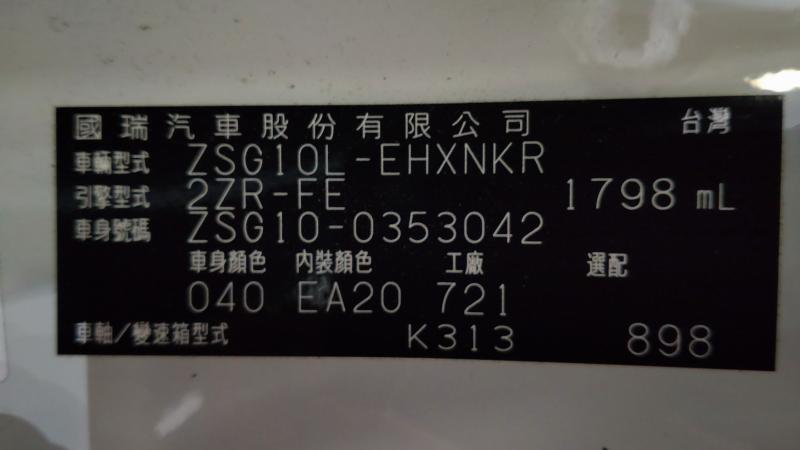 國瑞汽車股份有限公司 台灣
車輛型式 ZSG10L-EHXNKR
引擎型式 2ZR-FE 1798 mL
車身號碼 ZSG10-0353042
車身顏色 內裝顏色 工廠 選配
040 EA20 721
車軸/變速箱型式 K313 898